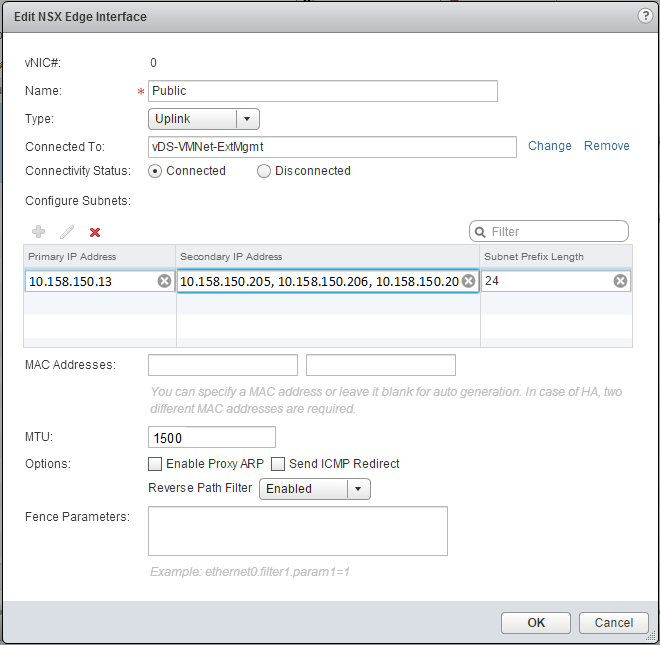 Edit NSX Edge Interface
?
vNIC#: 0
Name: * Public
Type: Uplink
Connected To: vDS-VMNet-ExtMgmt Change Remove
Connectivity Status: Connected Disconnected
Configure Subnets:
Filter
Primary IP Address Secondary IP Address Subnet Prefix Length
10.158.150.13 10.158.150.205, 10.158.150.206, 10.158.150.20 24
MAC Addresses:
You can specify a MAC address or leave it blank for auto generation. In case of HA, two
different MAC addresses are required.
MTU: 1500
Options: Enable Proxy ARP Send ICMP Redirect
Reverse Path Filter Enabled
Fence Parameters:
Example: ethernet0.filter1.param1=1
OK Cancel